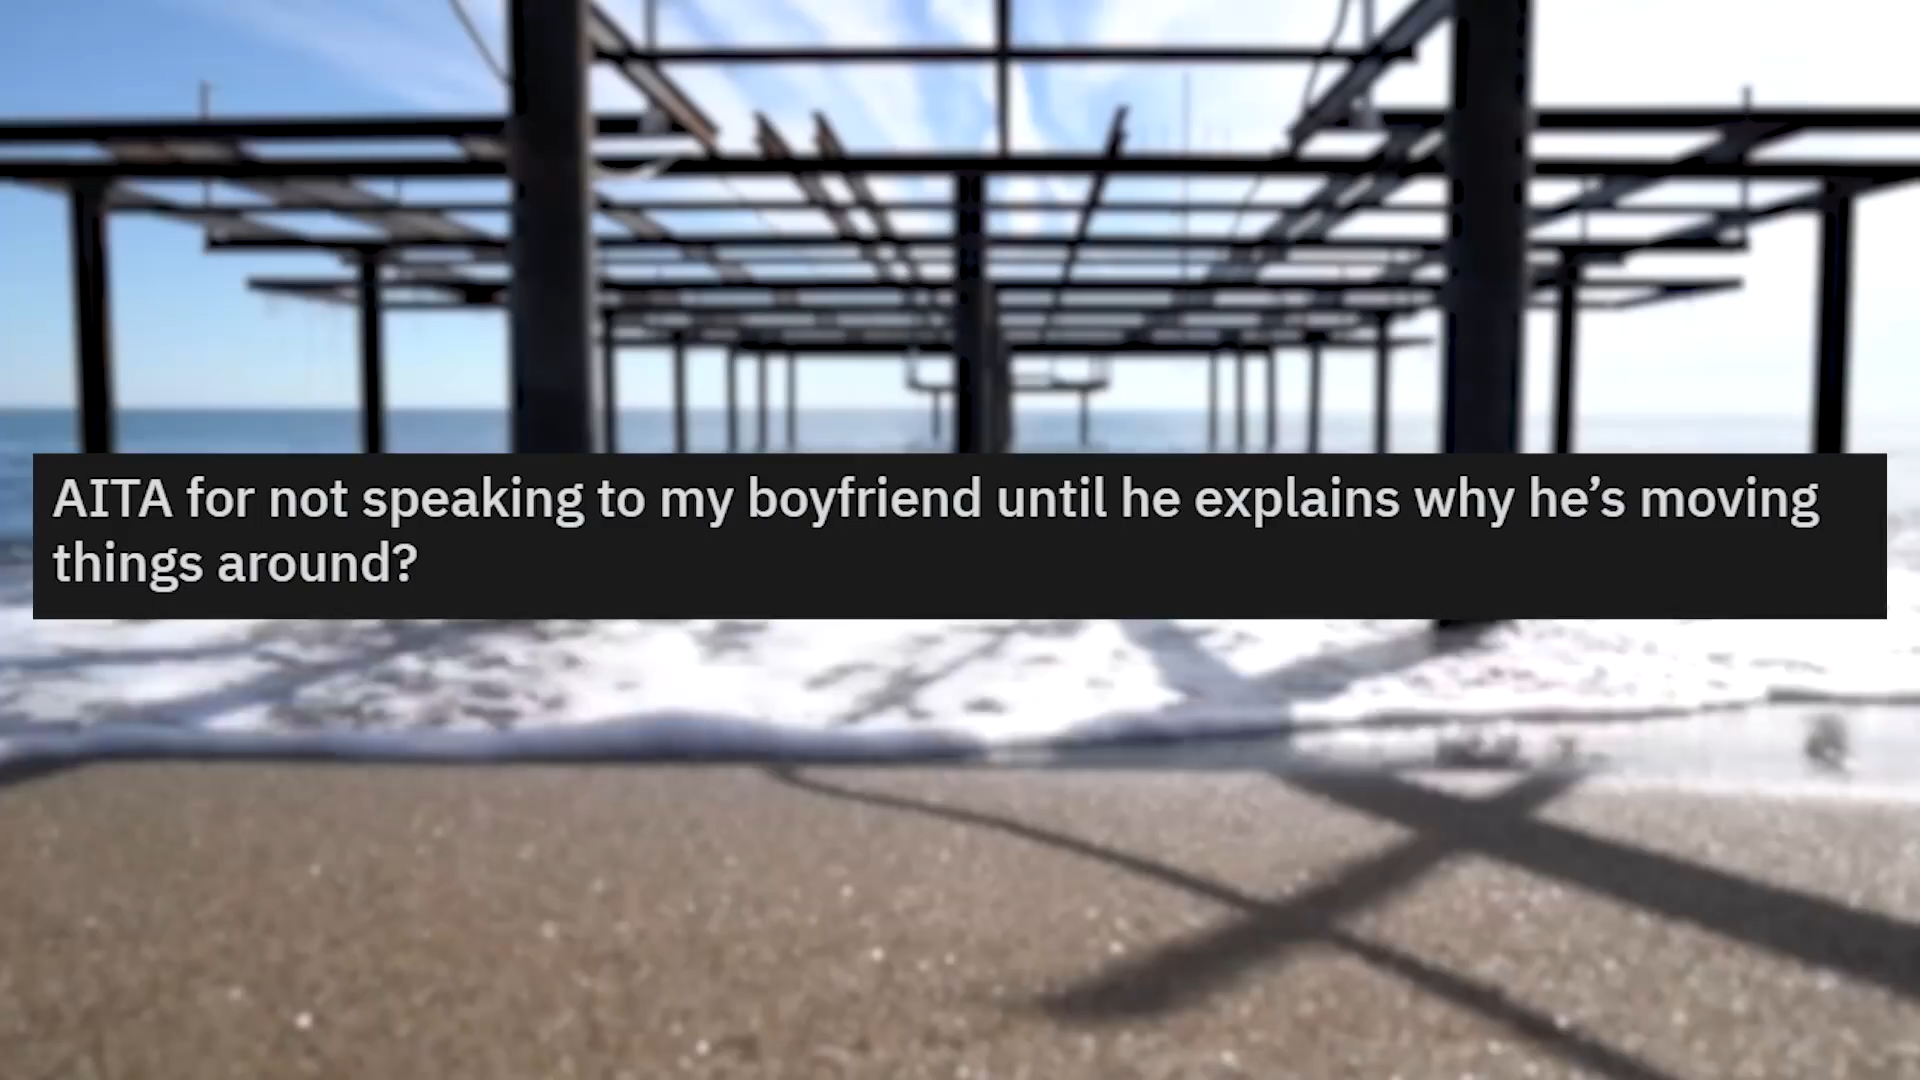 AITA for not speaking to my boyfriend until he explains why he’s moving
things around?